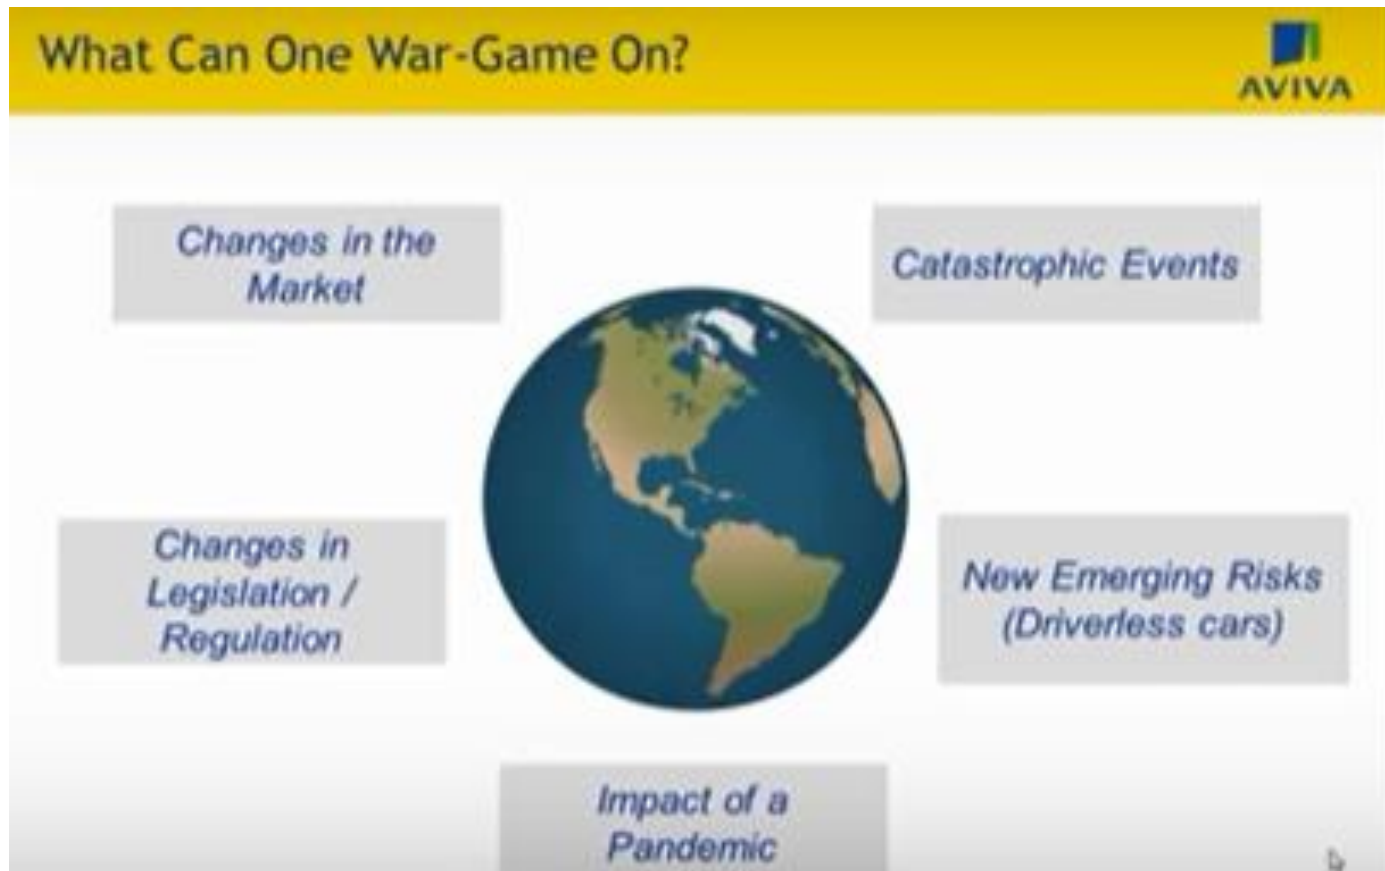 What Can One War-Game On?
AVIVA
Changes in the
Market
Catastrophic Events
Changes in
Legislation /
Regulation
New Emerging Risks
(Driverless cars)
Impact of a
Pandemic